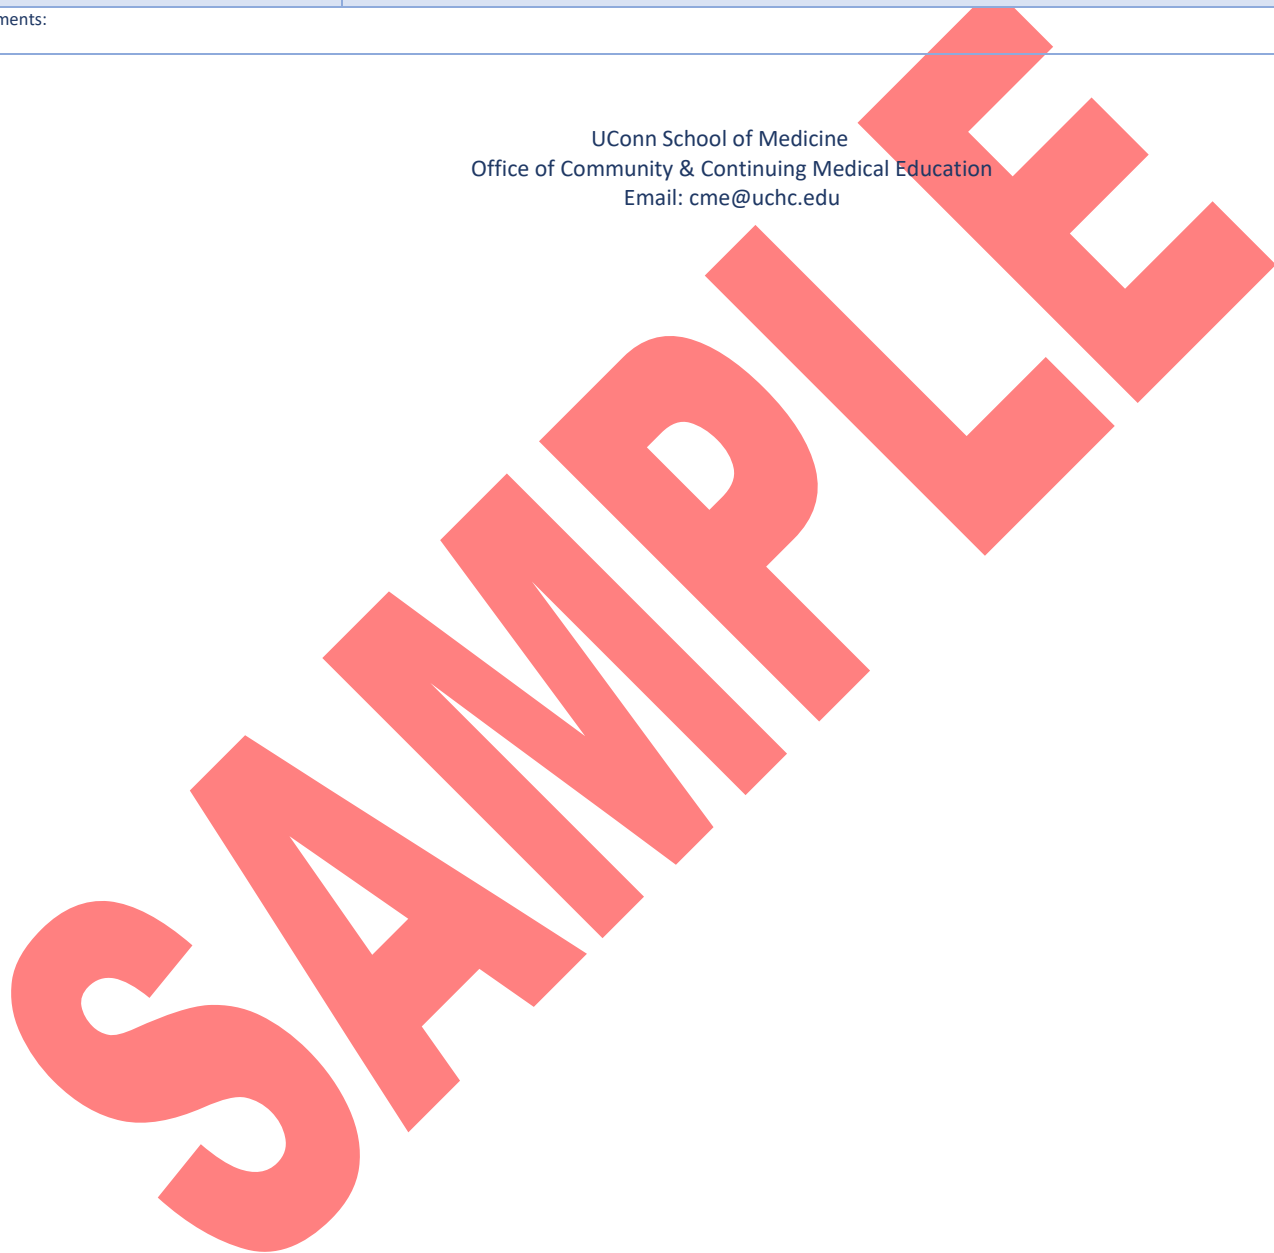 ments:
UConn School of Medicine
Office of Community & Continuing Medical Education
Email: cme@uchc.edu
SAMPLE